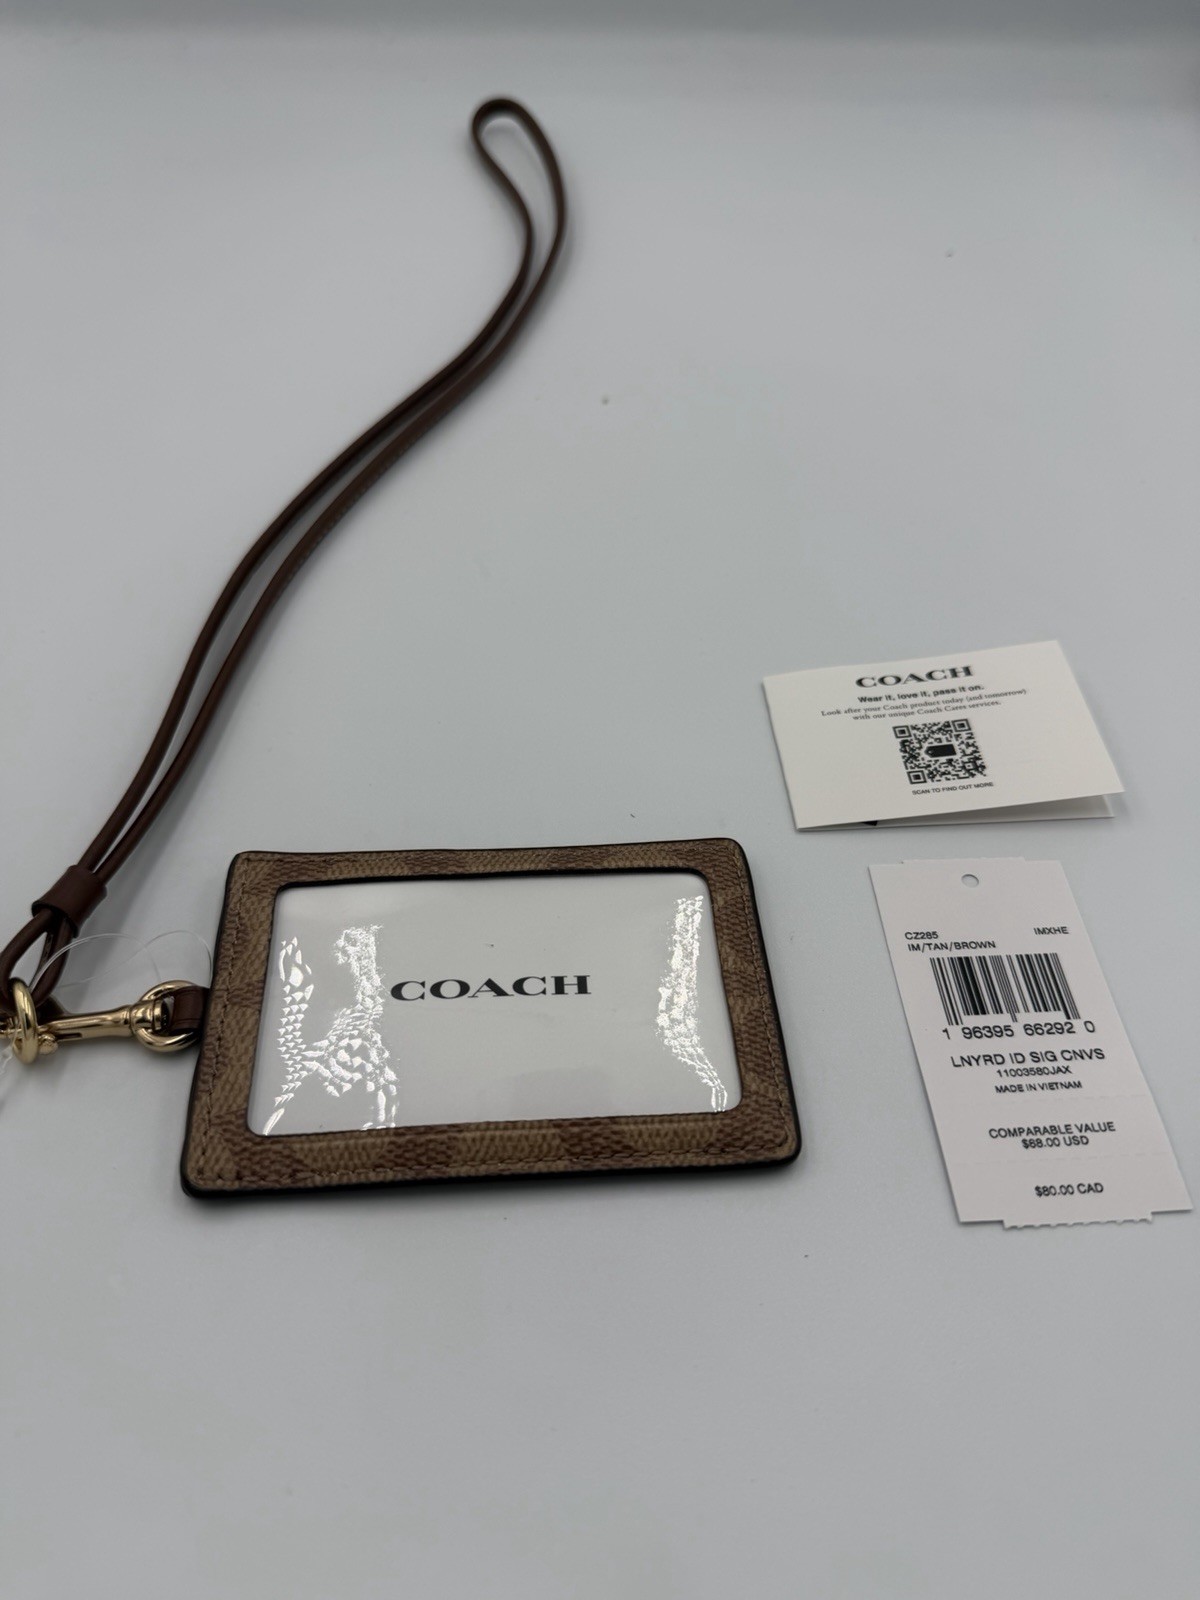 COACH
Wear it, love it, pass it on.
Look after your Coach product today (and tomorrow)
with our unique Coach Cares services.
SCAN TO FIND OUT MORE
COACH
CZ285 IMXHE
IM/TAN/BROWN
1 96395 66292 0
LNYRD ID SIG CNVS
11003580JAX
MADE IN VIETNAM
COMPARABLE VALUE
$68.00 USD
$80.00 CAD